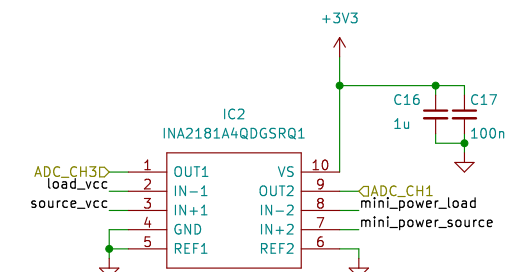 +3V3
C16 C17
1u 100n
IC2
INA2181A4QDGSRQ1
ADC_CH3 1 OUT1 VS 10
load_vcc 2 IN-1 OUT2 9 ADC_CH1
source_vcc 3 IN+1 IN-2 8 mini_power_load
4 GND IN+2 7 mini_power_source
5 REF1 REF2 6